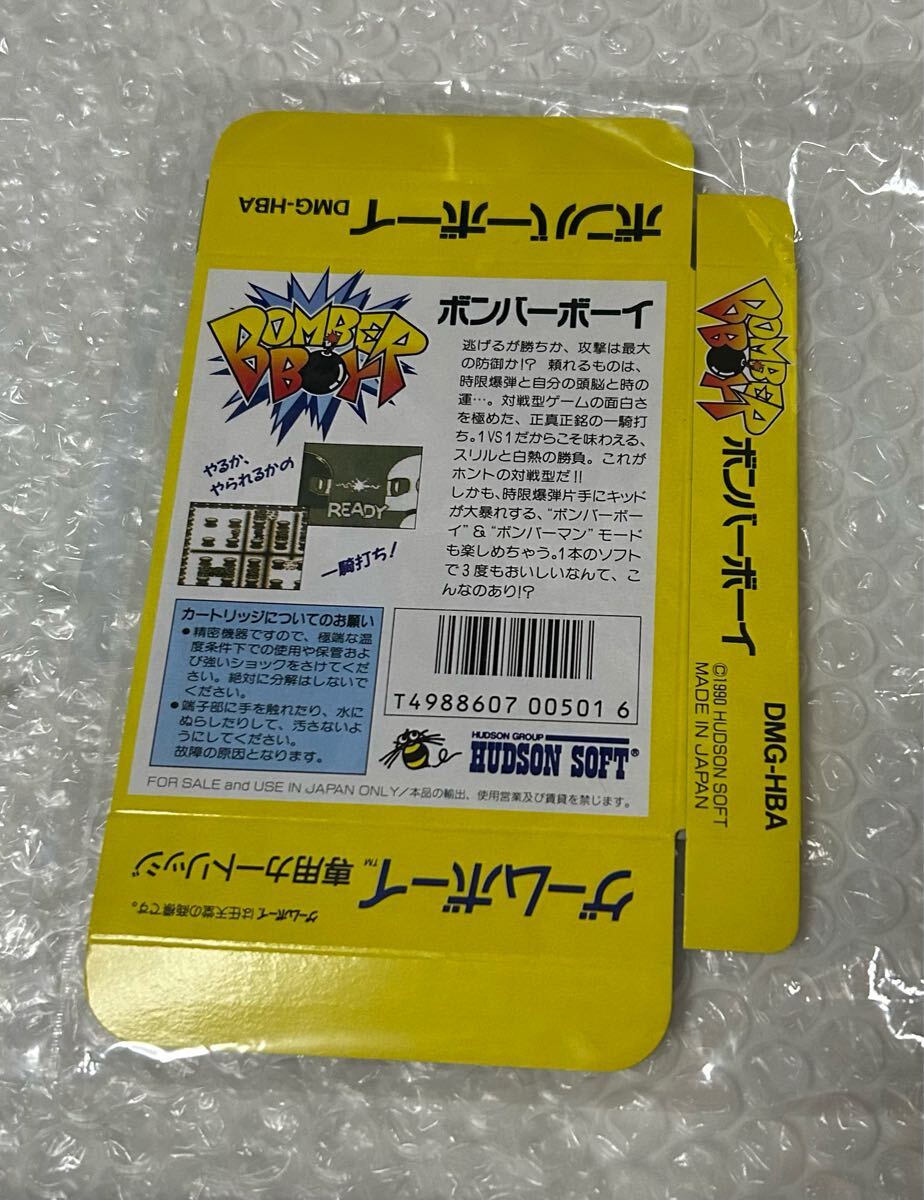 ボンバーボーイ DMG-HBA
BOMBER
BOY
ボンバーボーイ
逃げるが勝ちか、攻撃は最大
の防御か!? 頼れるものは、
時限爆弾と自分の頭脳と時の
運…。対戦型ゲームの面白さ
を極めた、正真正銘の一騎打
ち。1VS1だからこそ味わえる、
スリルと白熱の勝負。これが
ホントの対戦型だ!!
しかも、時限爆弾片手にキッド
が大暴れする、“ボンバーボー
イ”&“ボンバーマン”モード
も楽しめちゃう。1本のソフト
で3度もおいしいなんて、こ
んなのあり!?
やるか、
やられるかの
READY
一騎打ち!
カートリッジについてのお願い
●精密機器ですので、極端な温
度条件下での使用や保管およ
び強いショックをさけてくだ
さい。絶対に分解はしないで
ください。
●端子部に手を触れたり、水に
ぬらしたりして、汚さないよ
うにしてください。
故障の原因となります。
T4988607 00501 6
HUDSON GROUP
HUDSON SOFT®
FOR SALE and USE IN JAPAN ONLY/本品の輸出、使用営業及び賃貸を禁じます。
ゲームボーイ™専用カートリッジ
ゲームボーイは任天堂の商標です。
BOMBER
BOY
ボンバーボーイ
DMG-HBA
©1990 HUDSON SOFT
MADE IN JAPAN